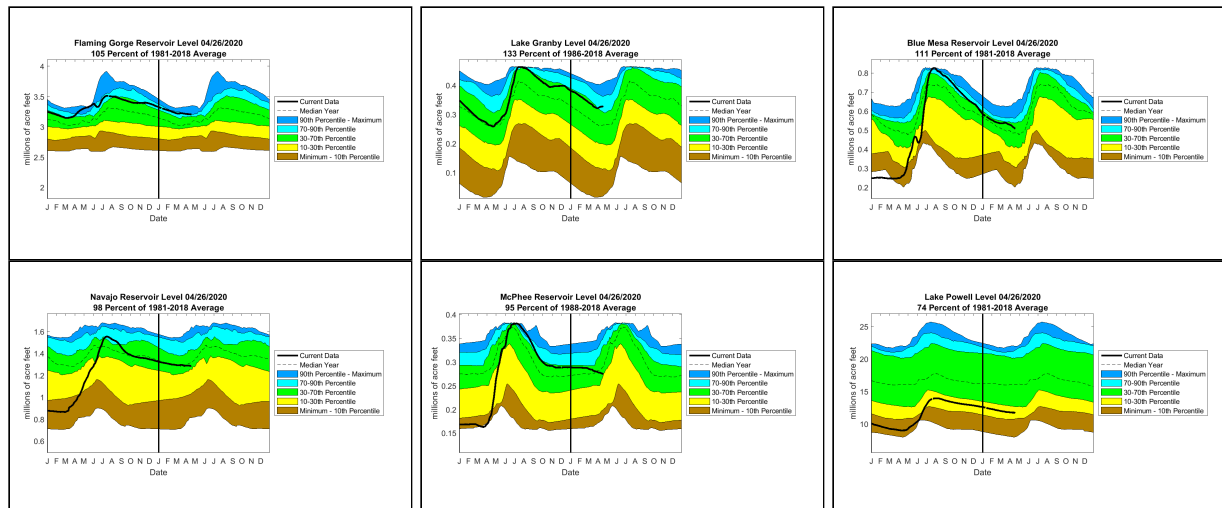 Flaming Gorge Reservoir Level 04/26/2020
105 Percent of 1981-2018 Average
4
3.5
3
2.5
2
millions of acre feet
J F M A M J J A S O N D J F M A M J J A S O N D
Date
Current Data
Median Year
90th Percentile - Maximum
70-90th Percentile
30-70th Percentile
10-30th Percentile
Minimum - 10th Percentile
Lake Granby Level 04/26/2020
133 Percent of 1986-2018 Average
0.4
0.3
0.2
0.1
millions of acre feet
J F M A M J J A S O N D J F M A M J J A S O N D
Date
Current Data
Median Year
90th Percentile - Maximum
70-90th Percentile
30-70th Percentile
10-30th Percentile
Minimum - 10th Percentile
Blue Mesa Reservoir Level 04/26/2020
111 Percent of 1981-2018 Average
0.8
0.7
0.6
0.5
0.4
0.3
0.2
millions of acre feet
J F M A M J J A S O N D J F M A M J J A S O N D
Date
Current Data
Median Year
90th Percentile - Maximum
70-90th Percentile
30-70th Percentile
10-30th Percentile
Minimum - 10th Percentile
Navajo Reservoir Level 04/26/2020
98 Percent of 1981-2018 Average
1.6
1.4
1.2
1
0.8
0.6
millions of acre feet
J F M A M J J A S O N D J F M A M J J A S O N D
Date
Current Data
Median Year
90th Percentile - Maximum
70-90th Percentile
30-70th Percentile
10-30th Percentile
Minimum - 10th Percentile
McPhee Reservoir Level 04/26/2020
95 Percent of 1988-2018 Average
0.4
0.35
0.3
0.25
0.2
0.15
millions of acre feet
J F M A M J J A S O N D J F M A M J J A S O N D
Date
Current Data
Median Year
90th Percentile - Maximum
70-90th Percentile
30-70th Percentile
10-30th Percentile
Minimum - 10th Percentile
Lake Powell Level 04/26/2020
74 Percent of 1981-2018 Average
25
20
15
10
millions of acre feet
J F M A M J J A S O N D J F M A M J J A S O N D
Date
Current Data
Median Year
90th Percentile - Maximum
70-90th Percentile
30-70th Percentile
10-30th Percentile
Minimum - 10th Percentile